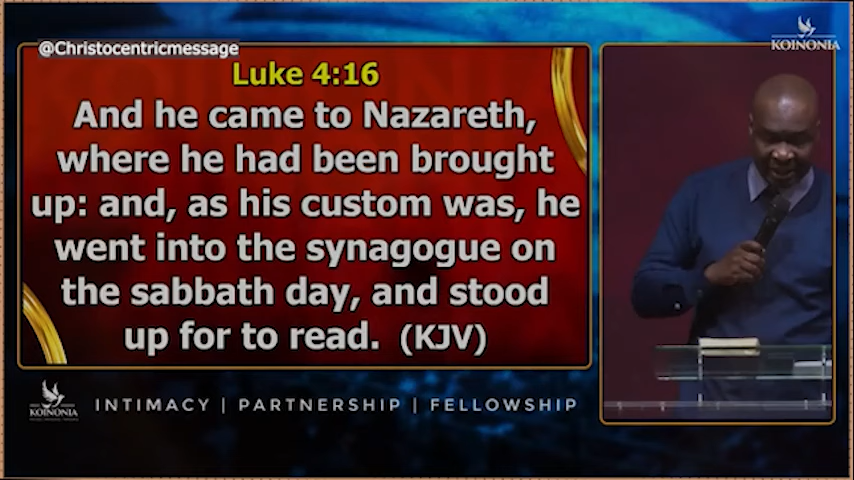 @Christocentricmessage
KOINONIA
Luke 4:16
And he came to Nazareth,
where he had been brought
up: and, as his custom was, he
went into the synagogue on
the sabbath day, and stood
up for to read. (KJV)
KOINONIA
INTIMACY | PARTNERSHIP | FELLOWSHIP